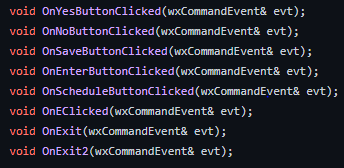 void OnYesButtonClicked(wxCommandEvent& evt);
void OnNoButtonClicked(wxCommandEvent& evt);
void OnSaveButtonClicked(wxCommandEvent& evt);
void OnEnterButtonClicked(wxCommandEvent& evt);
void OnScheduleButtonClicked(wxCommandEvent& evt);
void OnEClicked(wxCommandEvent& evt);
void OnExit(wxCommandEvent& evt);
void OnExit2(wxCommandEvent& evt);